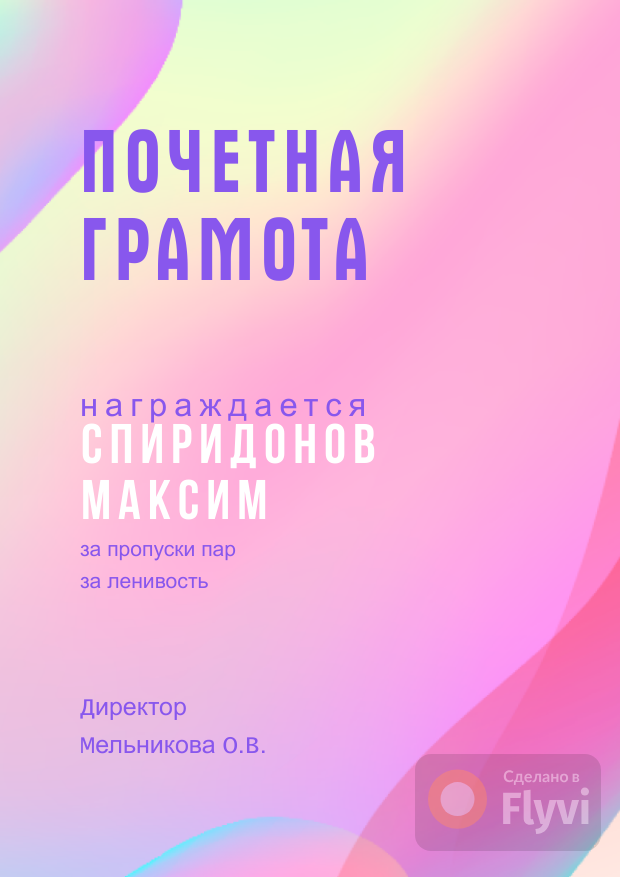 ПОЧЕТНАЯ
ГРАМОТА
награждается
СПИРИДОНОВ
МАКСИМ
за пропуски пар
за ленивость
Директор
Мельникова О.В.
Сделано в
Flyvi